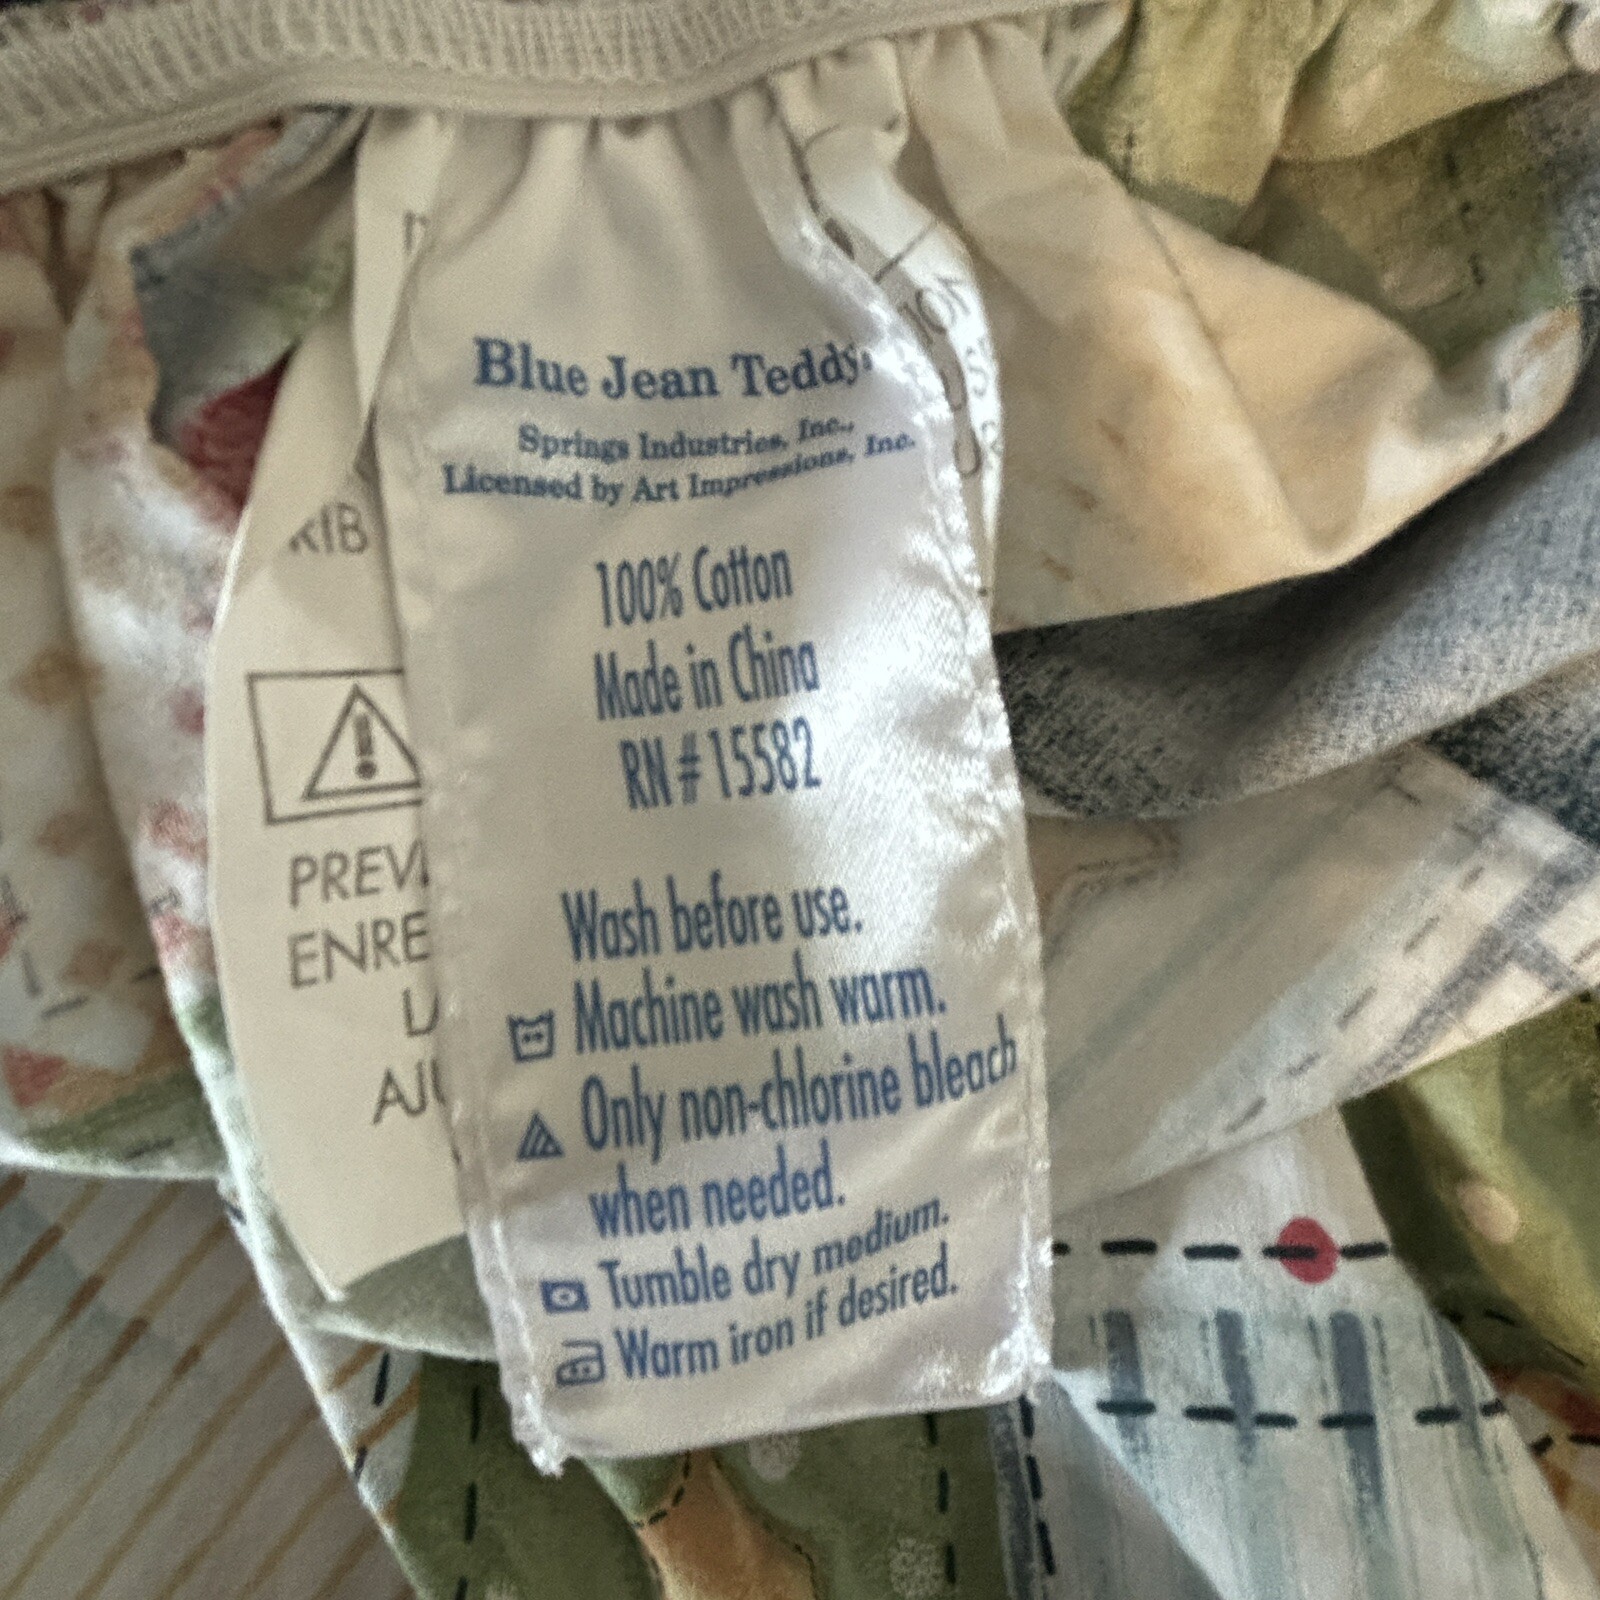 Blue Jean Teddy
Springs Industries, Inc.,
Licensed by Art Impressions, Inc.
100% Cotton
Made in China
RN # 15582
Wash before use.
Machine wash warm.
Only non-chlorine bleach
when needed.
Tumble dry medium.
Warm iron if desired.
RIB
PREV
ENRE
AJU